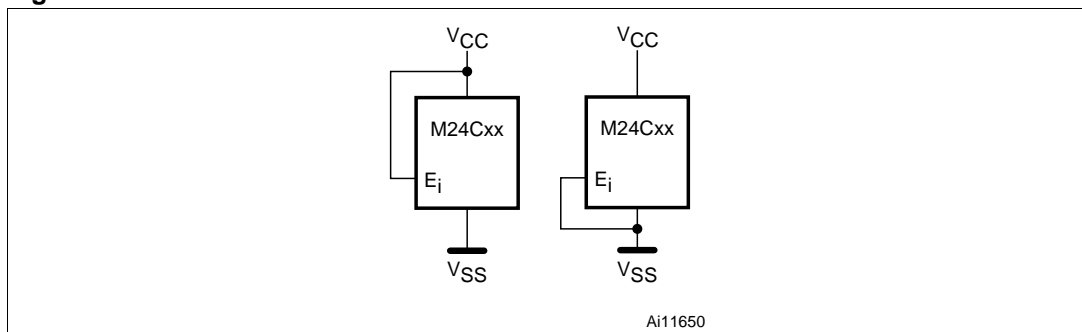 VCC VCC
M24Cxx M24Cxx
Ei Ei
VSS VSS
Ai11650